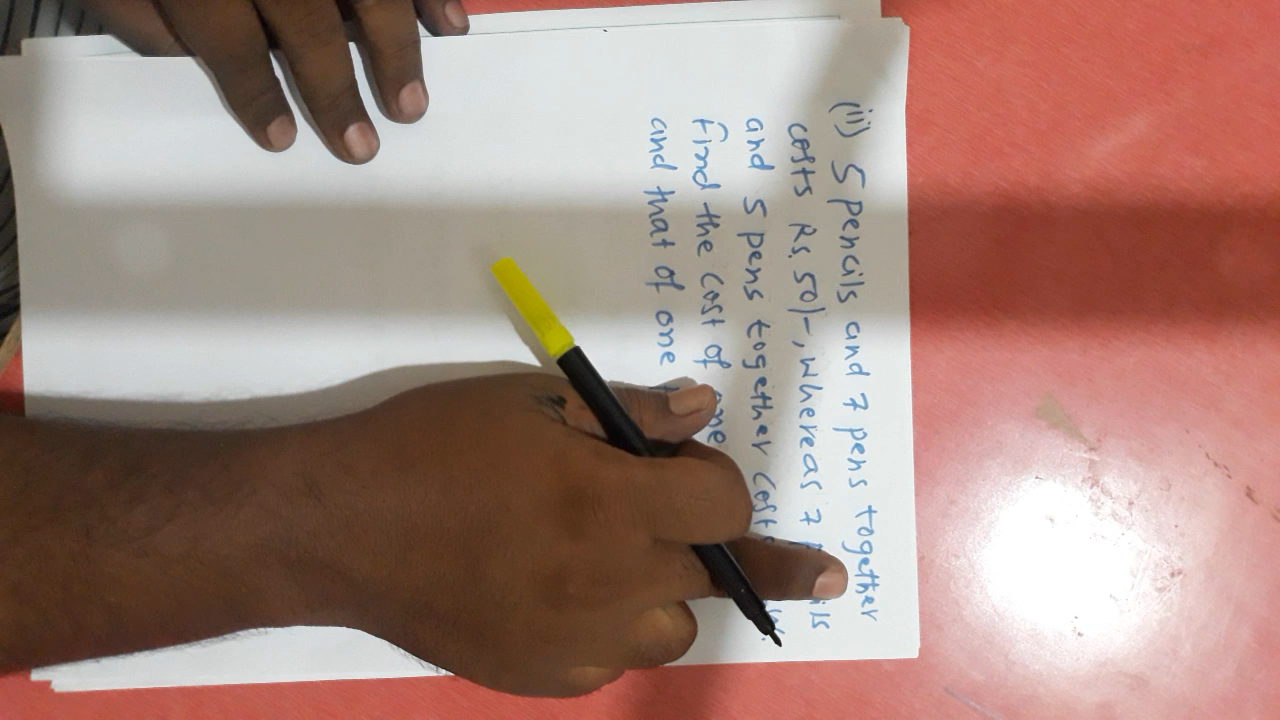 (ii) 5 pencils and 7 pens together
costs Rs. 50/-, whereas 7
and 5 pens together cost
find the cost of one
and that of one